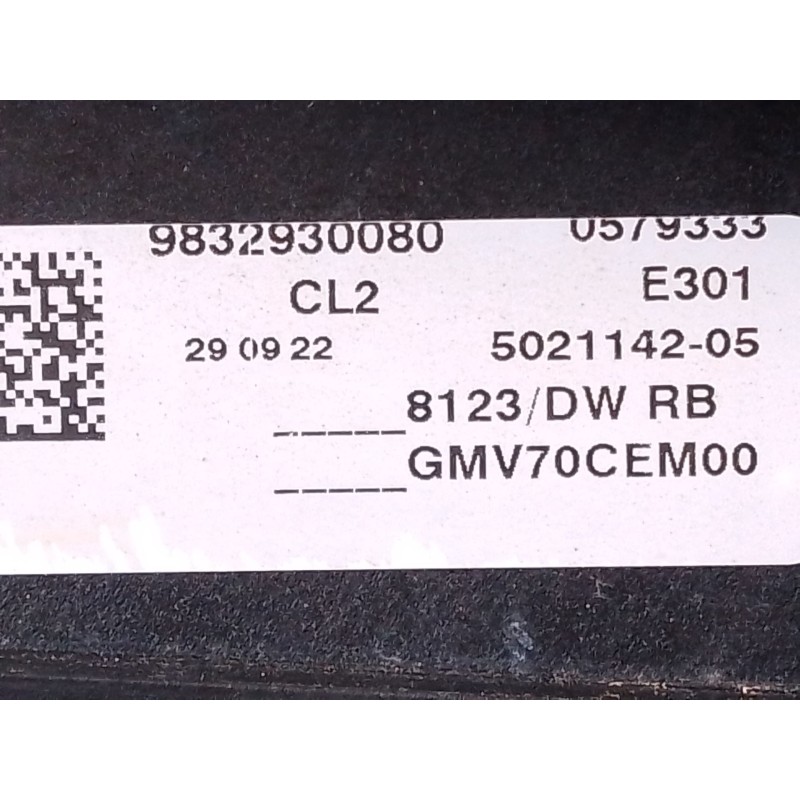 9832930080 0579333
CL2 E301
29 09 22 5021142-05
_____8123/DW RB
_____GMV70CEM00